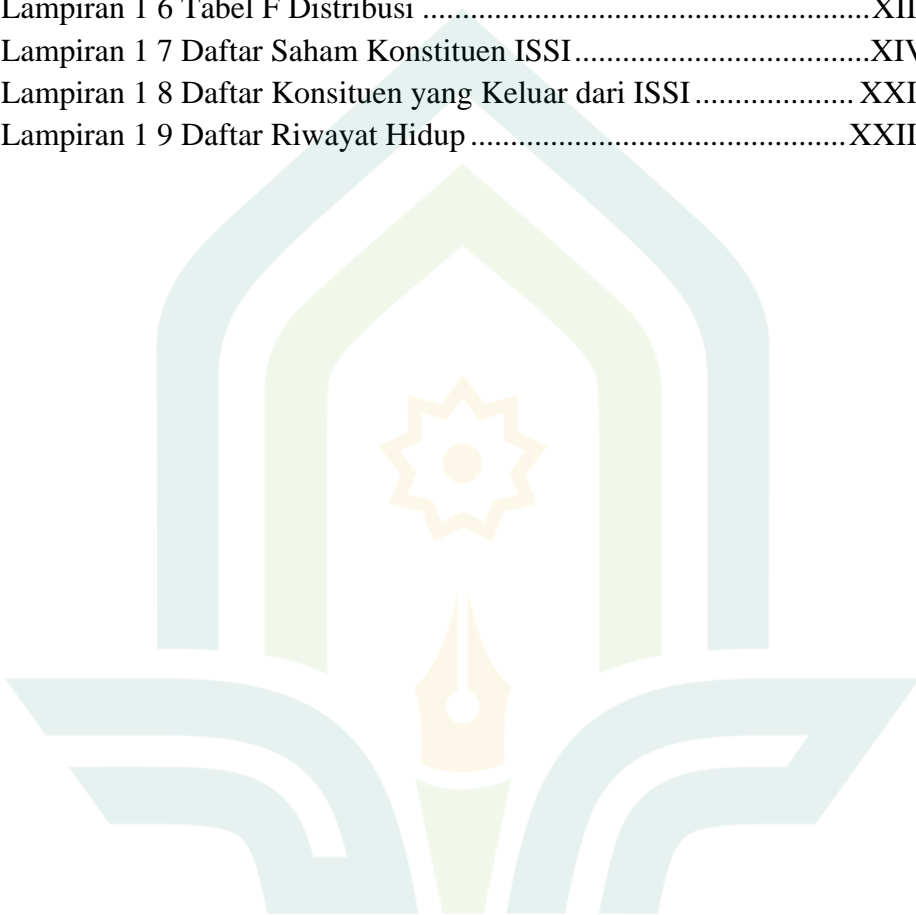 Lampiran 1 6 Tabel F Distribusi ........................................................XII
Lampiran 1 7 Daftar Saham Konstituen ISSI.....................................XIV
Lampiran 1 8 Daftar Konsituen yang Keluar dari ISSI.................... XXI
Lampiran 1 9 Daftar Riwayat Hidup ...............................................XXII